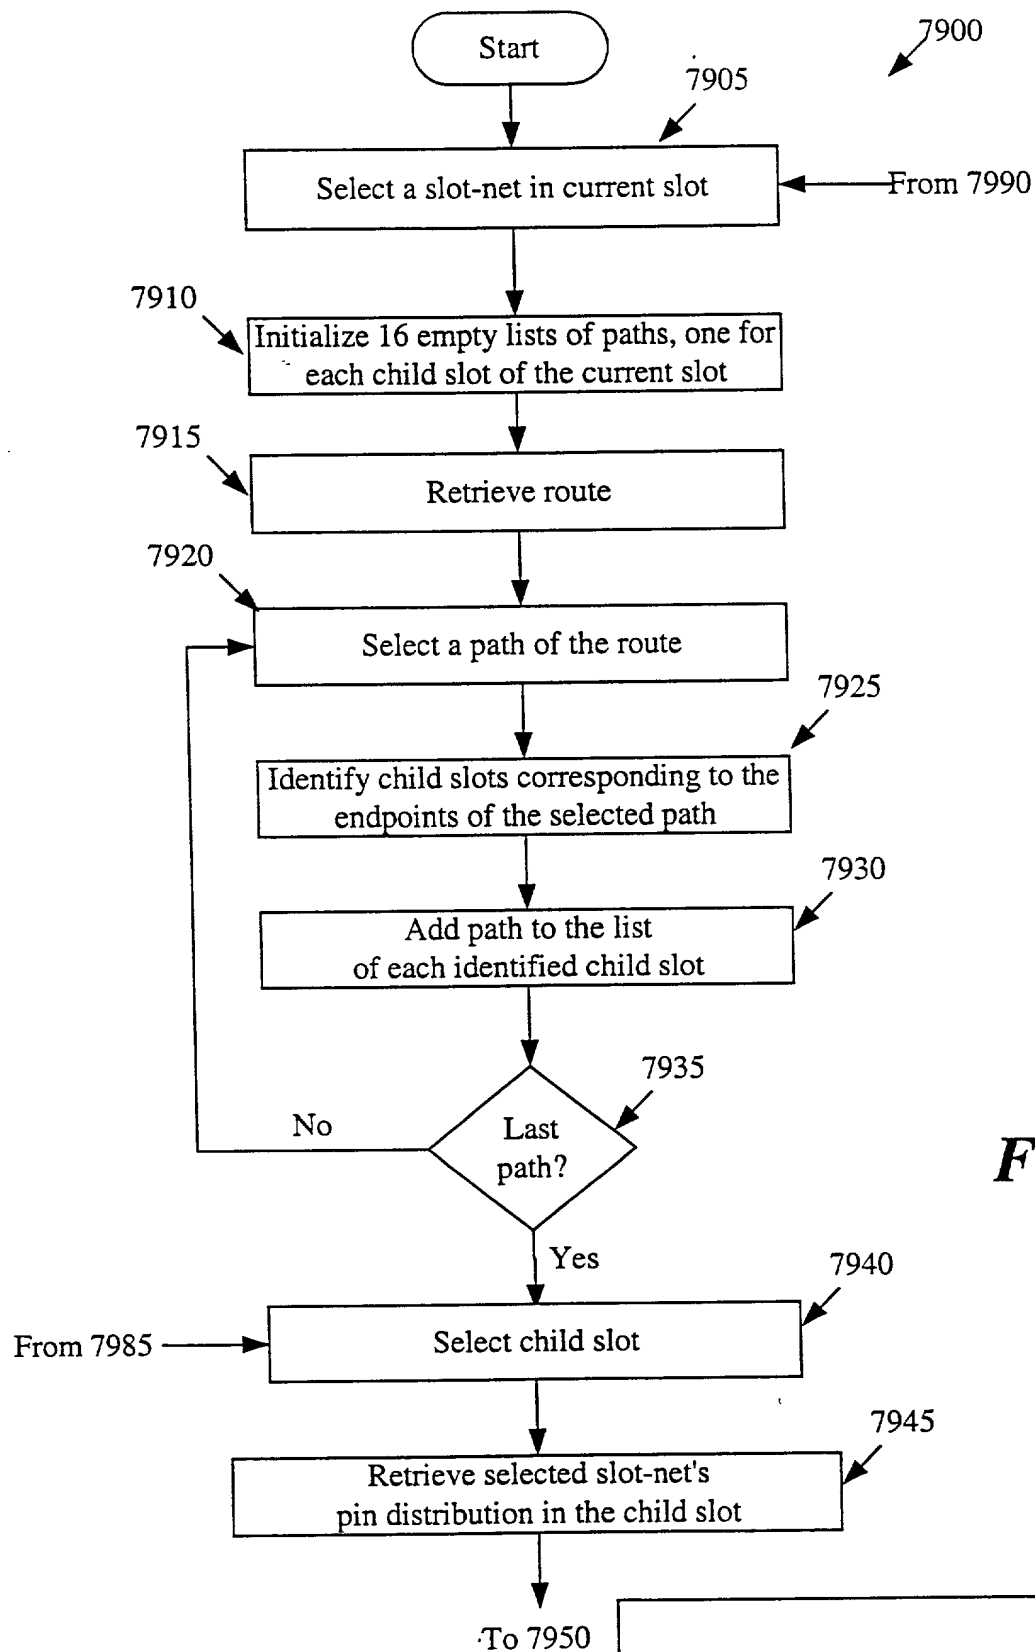 Start
7900
7905
Select a slot-net in current slot
From 7990
7910
Initialize 16 empty lists of paths, one for
each child slot of the current slot
7915
Retrieve route
7920
Select a path of the route
7925
Identify child slots corresponding to the
endpoints of the selected path
7930
Add path to the list
of each identified child slot
7935
Last
path?
No
F
Yes
7940
From 7985
Select child slot
7945
Retrieve selected slot-net's
pin distribution in the child slot
To 7950